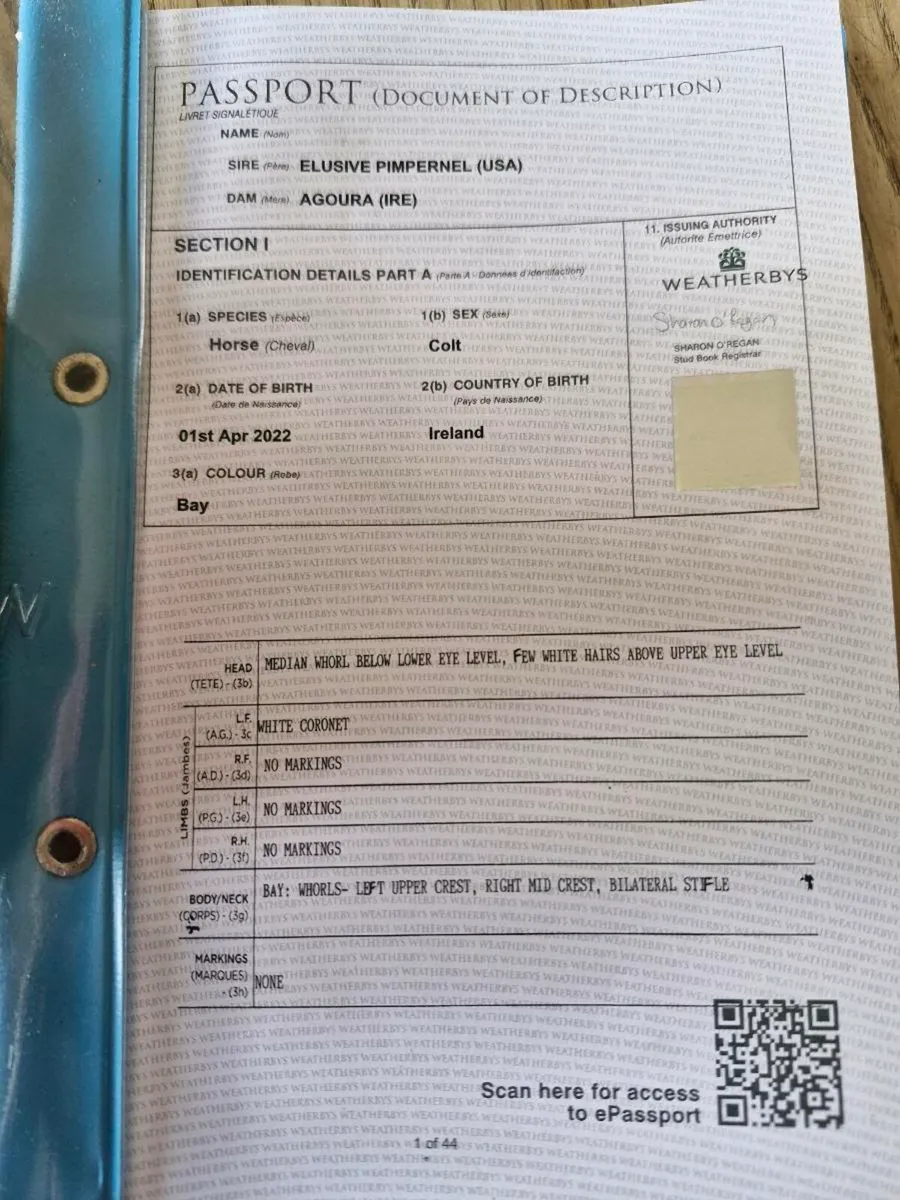 PASSPORT (DOCUMENT OF DESCRIPTION)
LIVRET SIGNALÉTIQUE
NAME (Nom)
SIRE (Père) ELUSIVE PIMPERNEL (USA)
DAM (Mère) AGOURA (IRE)
SECTION I
IDENTIFICATION DETAILS PART A (Partie A - Données d'identifaction)
1(a) SPECIES (Espèce)
Horse (Cheval)
1(b) SEX (Sexe)
Colt
2(a) DATE OF BIRTH
(Date de Naissance)
01st Apr 2022
2(b) COUNTRY OF BIRTH
(Pays de Naissance)
Ireland
3(a) COLOUR (Robe)
Bay
11. ISSUING AUTHORITY
(Autorité Emettrice)
WEATHERBYS
Sharon O'Regan
SHARON O'REGAN
Stud Book Registrar
HEAD
(TETE) - (3b)
MEDIAN WHORL BELOW LOWER EYE LEVEL, FEW WHITE HAIRS ABOVE UPPER EYE LEVEL
LIMBS (Jambes)
L.F.
(A.G.) - 3c
WHITE CORONET
R.F.
(A.D.) - (3d)
NO MARKINGS
L.H.
(P.G.) - (3e)
NO MARKINGS
R.H.
(P.D.) - (3f)
NO MARKINGS
BODY/NECK
(CORPS) - (3g)
BAY: WHORLS- LEFT UPPER CREST, RIGHT MID CREST, BILATERAL STIFLE
MARKINGS
(MARQUES)
- (3h)
NONE
Scan here for access
to ePassport
1 of 44